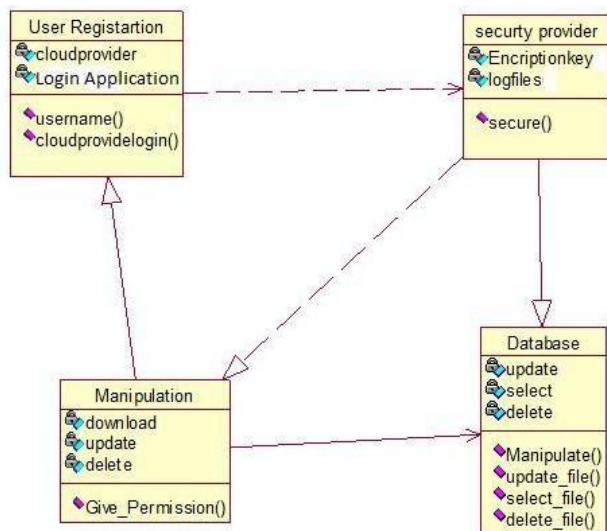 User Registartion
cloudprovider
Login Application
username()
cloudprovidelogin()
securty provider
Encriptionkey
logfiles
secure()
Manipulation
download
update
delete
Give_Permission()
Database
update
select
delete
Manipulate()
update_file()
select_file()
delete_file()